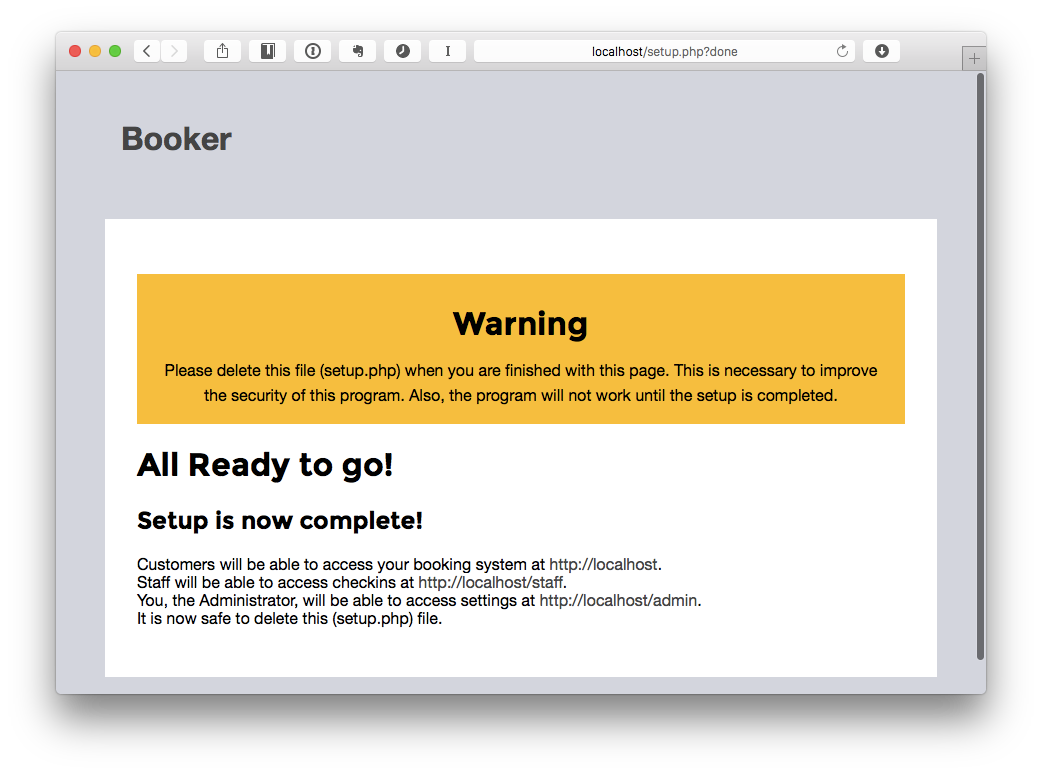 localhost/setup.php?done
Booker
Warning
Please delete this file (setup.php) when you are finished with this page. This is necessary to improve
the security of this program. Also, the program will not work until the setup is completed.
All Ready to go!
Setup is now complete!
Customers will be able to access your booking system at http://localhost.
Staff will be able to access checkins at http://localhost/staff.
You, the Administrator, will be able to access settings at http://localhost/admin.
It is now safe to delete this (setup.php) file.